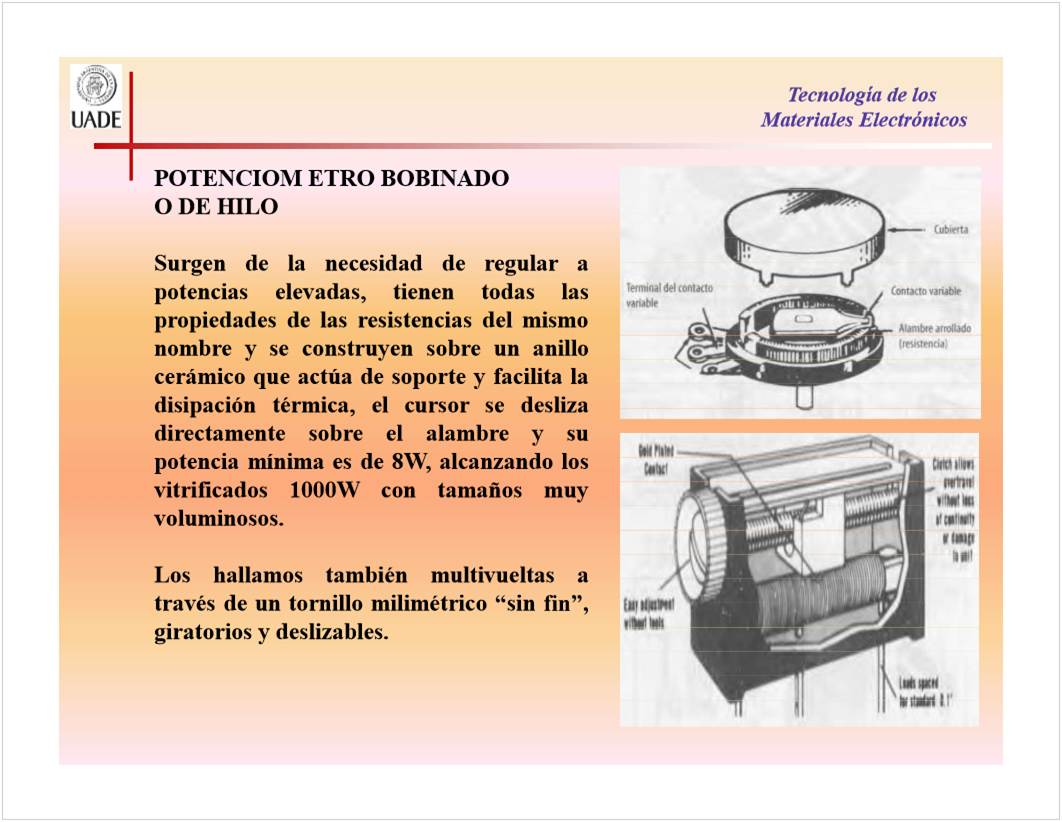 UADE
Tecnología de los
Materiales Electrónicos
POTENCIOM ETRO BOBINADO
O DE HILO
Surgen de la necesidad de regular a
potencias elevadas, tienen todas las
propiedades de las resistencias del mismo
nombre y se construyen sobre un anillo
cerámico que actúa de soporte y facilita la
disipación térmica, el cursor se desliza
directamente sobre el alambre y su
potencia mínima es de 8W, alcanzando los
vitrificados 1000W con tamaños muy
voluminosos.
Los hallamos también multivueltas a
través de un tornillo milimétrico “sin fin”,
giratorios y deslizables.
Cubierta
Terminal del contacto
variable
Contacto variable
Alambre arrollado
(resistencia)
Gold Plated
Contact
Clutch allows
overtravel
without loss
of continuity
or damage
to unit
Easy adjustment
without tools
Leads spaced
for standard 0.1"